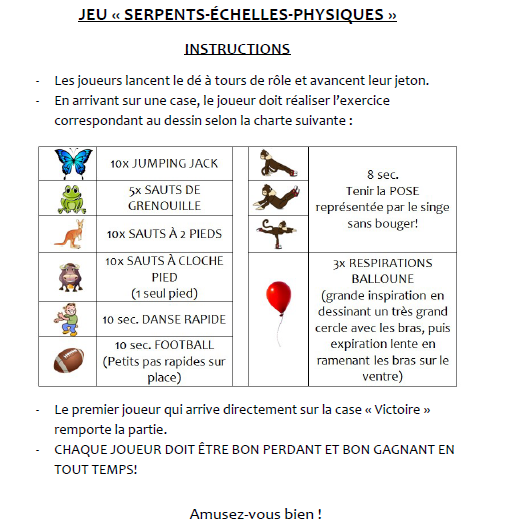 JEU « SERPENTS-ÉCHELLES-PHYSIQUES »
INSTRUCTIONS
- Les joueurs lancent le dé à tours de rôle et avancent leur jeton.
- En arrivant sur une case, le joueur doit réaliser l'exercice
correspondant au dessin selon la charte suivante :
10x JUMPING JACK
5x SAUTS DE
GRENOUILLE
10x SAUTS À 2 PIEDS
10x SAUTS À CLOCHE
PIED
(1 seul pied)
10 sec. DANSE RAPIDE
10 sec. FOOTBALL
(Petits pas rapides sur
place)
8 sec.
Tenir la POSE
représentée par le singe
sans bouger!
3x RESPIRATIONS
BALLOUNE
(grande inspiration en
dessinant un très grand
cercle avec les bras, puis
expiration lente en
ramenant les bras sur le
ventre)
- Le premier joueur qui arrive directement sur la case « Victoire »
remporte la partie.
- CHAQUE JOUEUR DOIT ÊTRE BON PERDANT ET BON GAGNANT EN
TOUT TEMPS!
Amusez-vous bien !